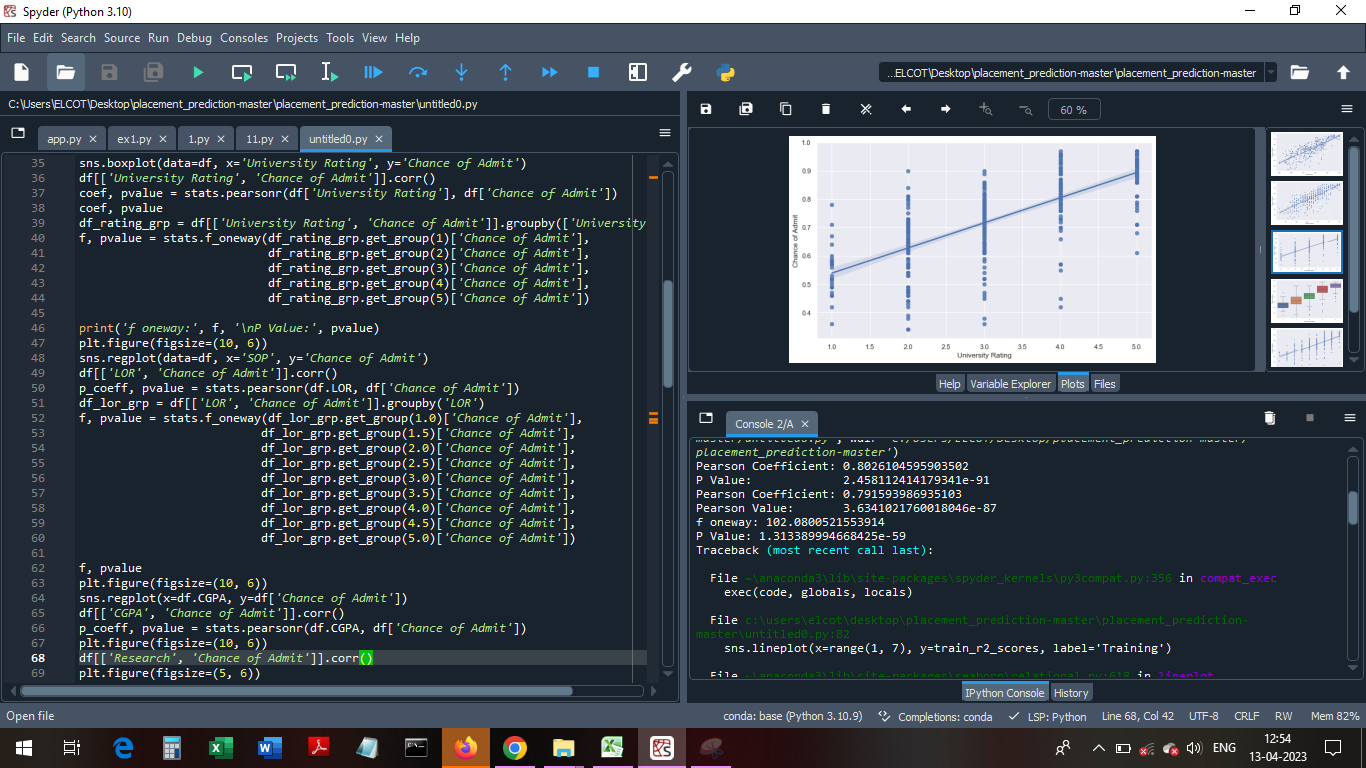 Spyder (Python 3.10)
File Edit Search Source Run Debug Consoles Projects Tools View Help
...ELCOT\Desktop\placement_prediction-master\placement_prediction-master
C:\Users\ELCOT\Desktop\placement_prediction-master\placement_prediction-master\untitled0.py
app.py ex1.py 1.py 11.py untitled0.py
35 sns.boxplot(data=df, x='University Rating', y='Chance of Admit')
36 df[['University Rating', 'Chance of Admit']].corr()
37 coef, pvalue = stats.pearsonr(df['University Rating'], df['Chance of Admit'])
38 coef, pvalue
39 df_rating_grp = df[['University Rating', 'Chance of Admit']].groupby(['University
40 f, pvalue = stats.f_oneway(df_rating_grp.get_group(1)['Chance of Admit'],
41 df_rating_grp.get_group(2)['Chance of Admit'],
42 df_rating_grp.get_group(3)['Chance of Admit'],
43 df_rating_grp.get_group(4)['Chance of Admit'],
44 df_rating_grp.get_group(5)['Chance of Admit'])
45
46 print('f oneway:', f, '\nP Value:', pvalue)
47 plt.figure(figsize=(10, 6))
48 sns.regplot(data=df, x='SOP', y='Chance of Admit')
49 df[['LOR', 'Chance of Admit']].corr()
50 p_coeff, pvalue = stats.pearsonr(df.LOR, df['Chance of Admit'])
51 df_lor_grp = df[['LOR', 'Chance of Admit']].groupby('LOR')
52 f, pvalue = stats.f_oneway(df_lor_grp.get_group(1.0)['Chance of Admit'],
53 df_lor_grp.get_group(1.5)['Chance of Admit'],
54 df_lor_grp.get_group(2.0)['Chance of Admit'],
55 df_lor_grp.get_group(2.5)['Chance of Admit'],
56 df_lor_grp.get_group(3.0)['Chance of Admit'],
57 df_lor_grp.get_group(3.5)['Chance of Admit'],
58 df_lor_grp.get_group(4.0)['Chance of Admit'],
59 df_lor_grp.get_group(4.5)['Chance of Admit'],
60 df_lor_grp.get_group(5.0)['Chance of Admit'])
61
62 f, pvalue
63 plt.figure(figsize=(10, 6))
64 sns.regplot(x=df.CGPA, y=df['Chance of Admit'])
65 df[['CGPA', 'Chance of Admit']].corr()
66 p_coeff, pvalue = stats.pearsonr(df.CGPA, df['Chance of Admit'])
67 plt.figure(figsize=(10, 6))
68 df[['Research', 'Chance of Admit']].corr()
69 plt.figure(figsize=(5, 6))
60 %
1.0
0.9
0.8
0.7
0.6
0.5
0.4
Chance of Admit
1.0 1.5 2.0 2.5 3.0 3.5 4.0 4.5 5.0
University Rating
Help Variable Explorer Plots Files
Console 2/A
placement_prediction-master')
Pearson Coefficient: 0.8026104595903502
P Value: 2.458112414179341e-91
Pearson Coefficient: 0.791593986935103
Pearson Value: 3.6341021760018046e-87
f oneway: 102.0800521553914
P Value: 1.313389994668425e-59
Traceback (most recent call last):
File ~\anaconda3\lib\site-packages\spyder_kernels\py3compat.py:356 in compat_exec
exec(code, globals, locals)
File c:\users\elcot\desktop\placement_prediction-master\placement_prediction-
master\untitled0.py:82
sns.lineplot(x=range(1, 7), y=train_r2_scores, label='Training')
File ~\anaconda3\lib\site-packages\seaborn\relational.py:618 in lineplot
IPython Console History
Open file
conda: base (Python 3.10.9) Completions: conda LSP: Python Line 68, Col 42 UTF-8 CRLF RW Mem 82%
ENG
12:54
13-04-2023